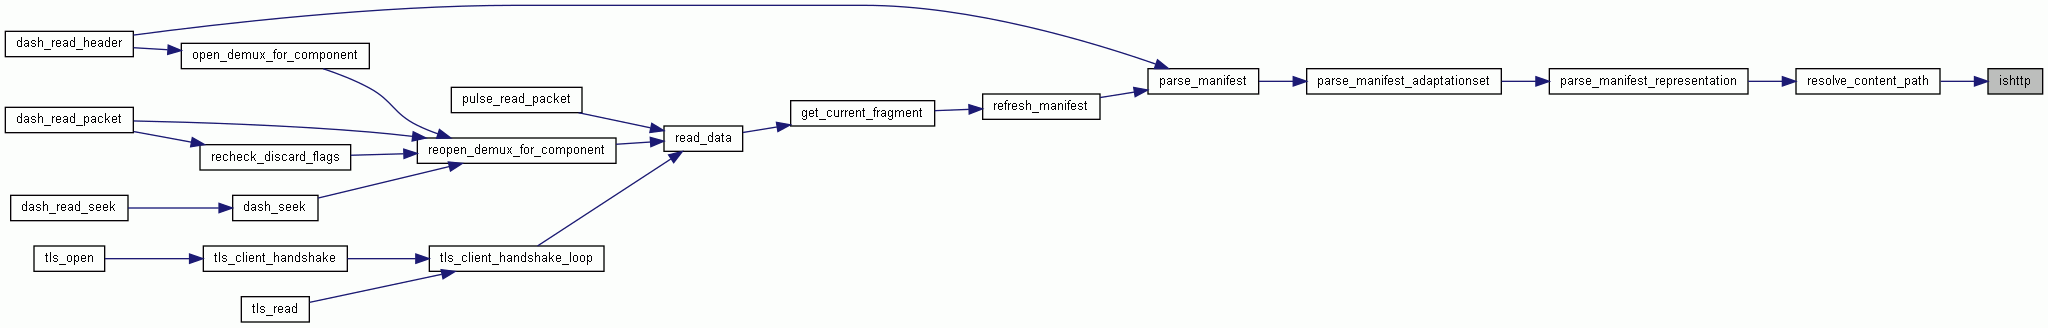 dash_read_header
open_demux_for_component
parse_manifest
parse_manifest_adaptationset
parse_manifest_representation
resolve_content_path
ishttp
pulse_read_packet
refresh_manifest
get_current_fragment
dash_read_packet
read_data
reopen_demux_for_component
recheck_discard_flags
dash_read_seek
dash_seek
tls_open
tls_client_handshake
tls_client_handshake_loop
tls_read